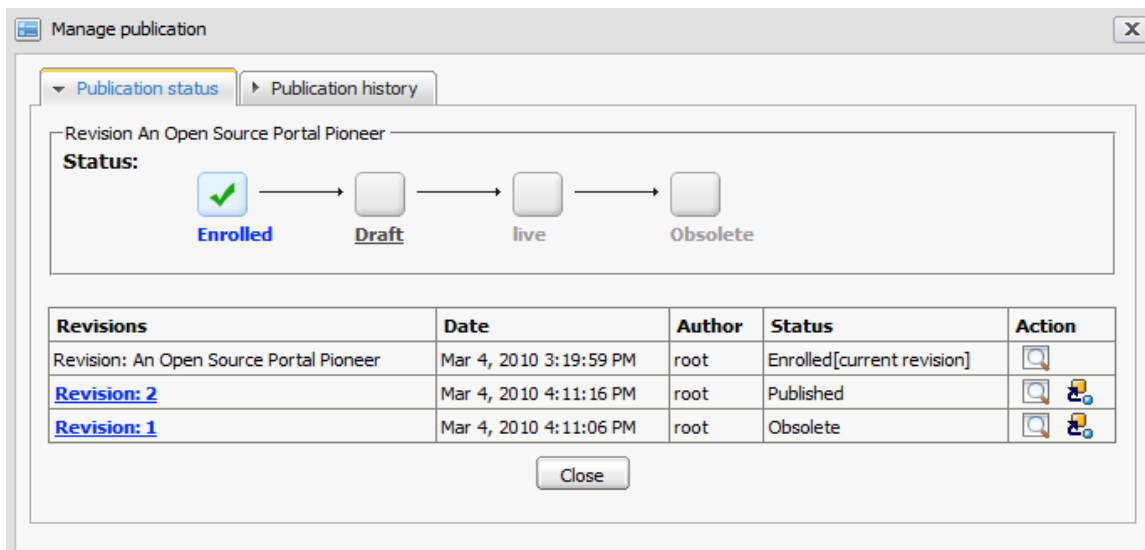 Manage publication
X
Publication status Publication history
Revision An Open Source Portal Pioneer
Status:
Enrolled Draft live Obsolete
Revisions Date Author Status Action
Revision: An Open Source Portal Pioneer Mar 4, 2010 3:19:59 PM root Enrolled[current revision]
Revision: 2 Mar 4, 2010 4:11:16 PM root Published
Revision: 1 Mar 4, 2010 4:11:06 PM root Obsolete
Close